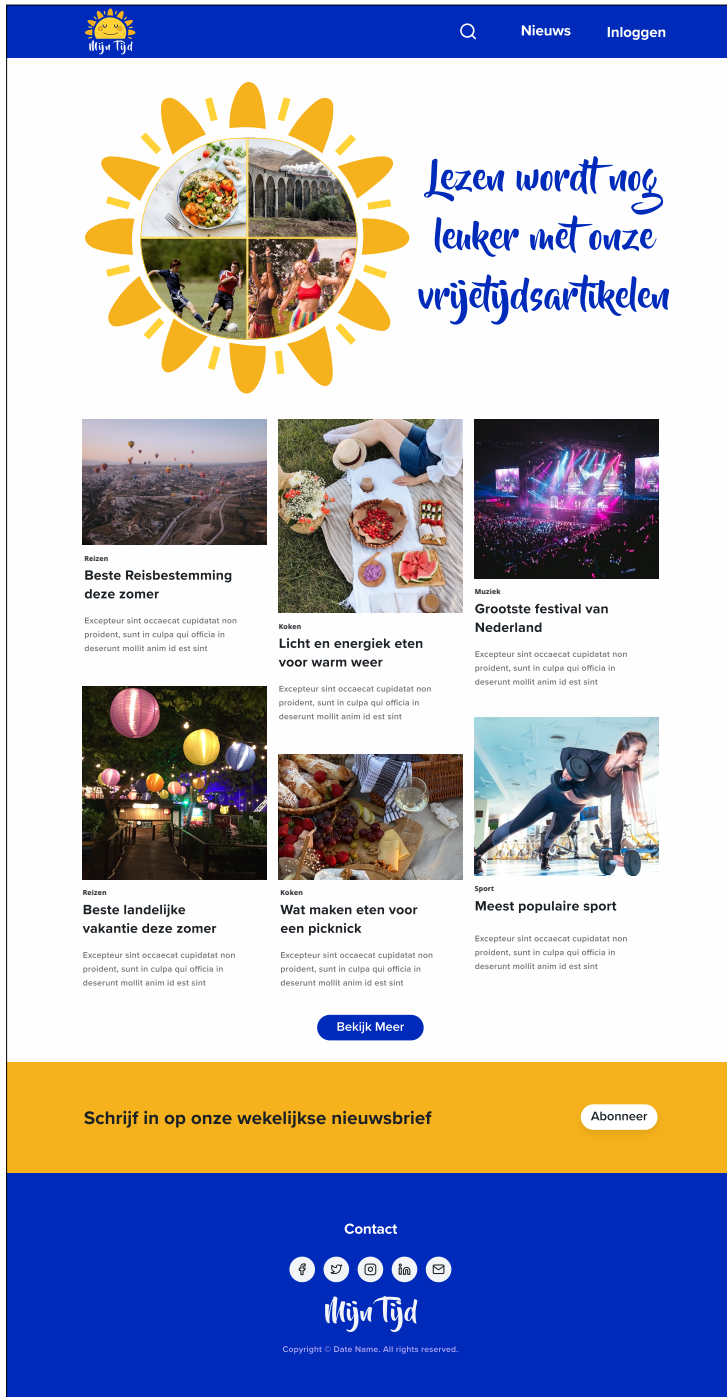 Mijn Tijd
Nieuws
Inloggen
Lezen wordt nog
leuker met onze
vrijetijdsartikelen
Reizen
Beste Reisbestemming
deze zomer
Excepteur sint occaecat cupidatat non
proident, sunt in culpa qui officia in
deserunt mollit anim id est sint
Koken
Licht en energiek eten
voor warm weer
Excepteur sint occaecat cupidatat non
proident, sunt in culpa qui officia in
deserunt mollit anim id est sint
Muziek
Grootste festival van
Nederland
Excepteur sint occaecat cupidatat non
proident, sunt in culpa qui officia in
deserunt mollit anim id est sint
Reizen
Beste landelijke
vakantie deze zomer
Excepteur sint occaecat cupidatat non
proident, sunt in culpa qui officia in
deserunt mollit anim id est sint
Koken
Wat maken eten voor
een picknick
Excepteur sint occaecat cupidatat non
proident, sunt in culpa qui officia in
deserunt mollit anim id est sint
Sport
Meest populaire sport
Excepteur sint occaecat cupidatat non
proident, sunt in culpa qui officia in
deserunt mollit anim id est sint
Bekijk Meer
Schrijf in op onze wekelijkse nieuwsbrief
Abonneer
Contact
Mijn Tijd
Copyright © Date Name. All rights reserved.